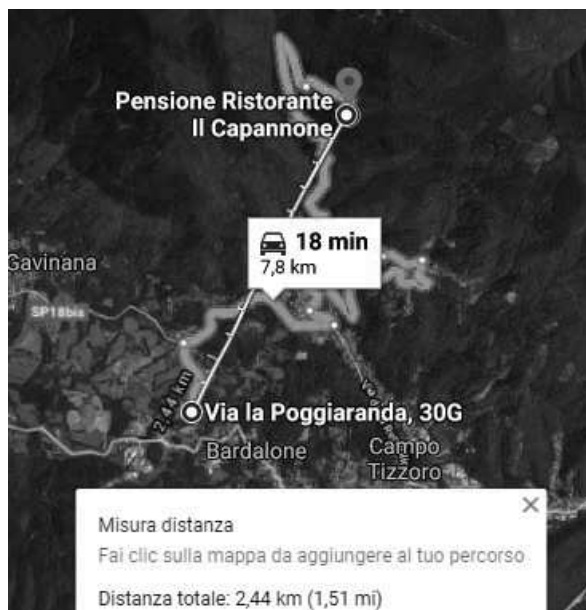 Pensione Ristorante
Il Capannone
18 min
7,8 km
Gavinana
SP18bis
2.44 km
Via la Poggiaranda, 30G
Bardalone
Campo
Tizzoro
Misura distanza
Fai clic sulla mappa da aggiungere al tuo percorso
Distanza totale: 2,44 km (1,51 mi)